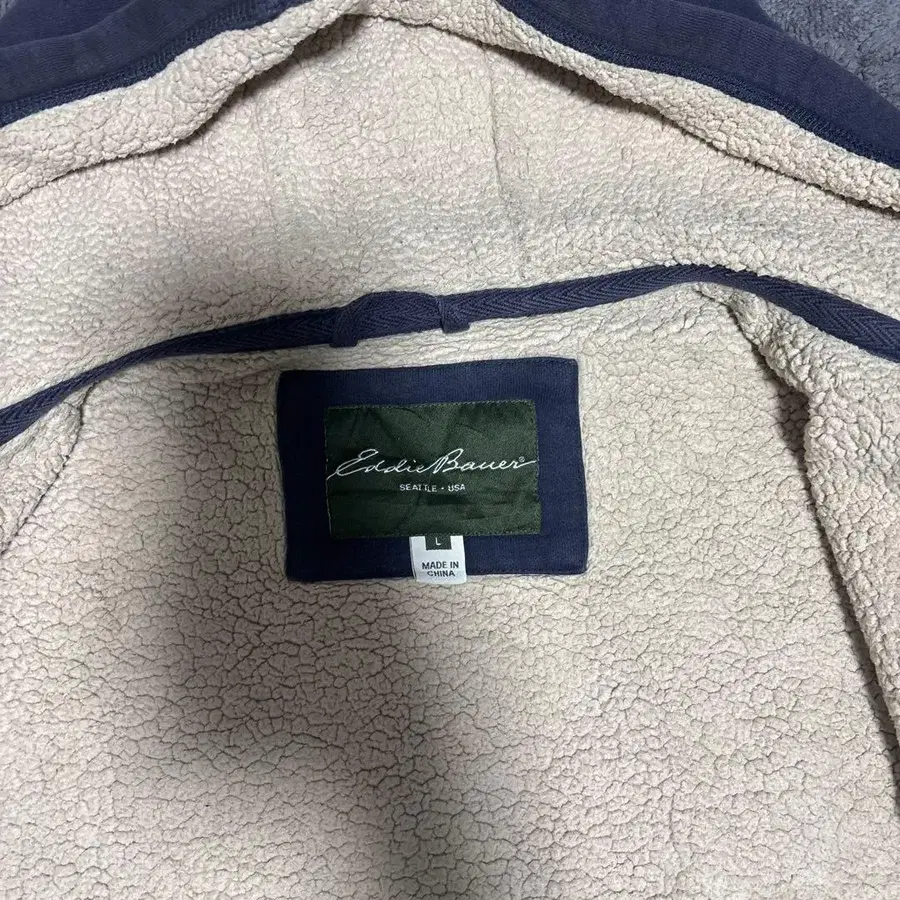 Eddie Bauer®
SEATTLE • USA
L
MADE IN
CHINA